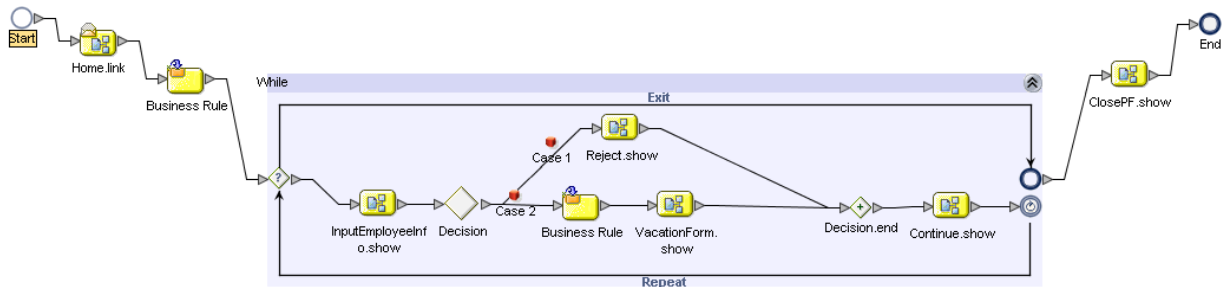 Start
Home.link
Business Rule
While
Exit
Case 1
Reject.show
InputEmployeeInf
o.show
Decision
Case 2
Business Rule
VacationForm.
show
Decision.end
Continue.show
Repeat
ClosePF.show
End